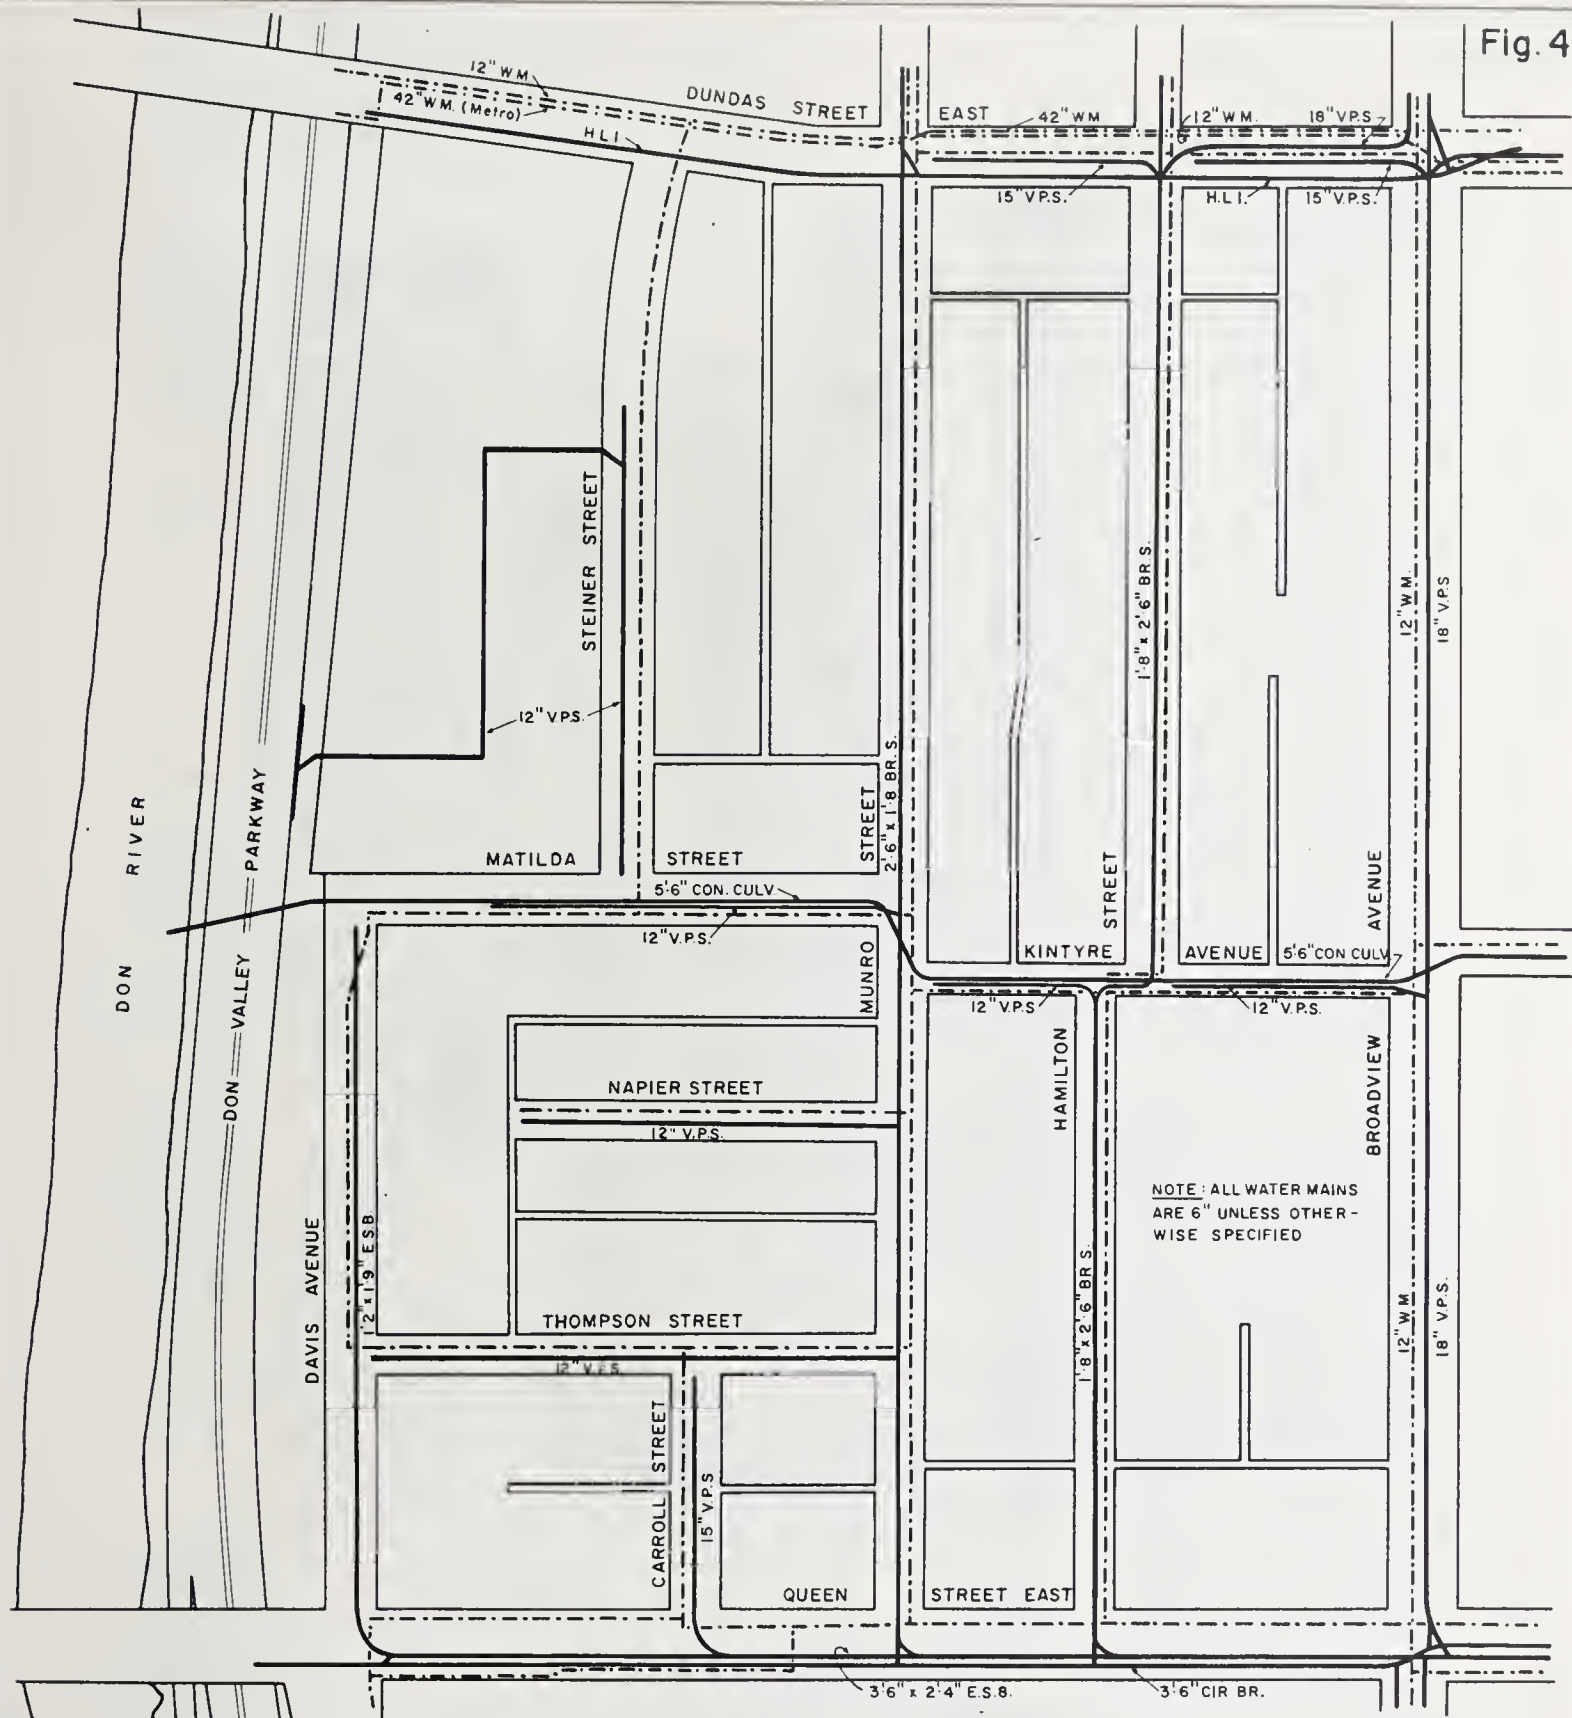 Fig. 4
12" W M.
42" W M. (Metro)
DUNDAS STREET
EAST
42" W M
12" W M.
18" V.P.S
H.L.I.
15" V.P.S.
H.L.I.
15" V.P.S.
STEINER STREET
1'8" x 2'6" BR. S.
12" W M.
18" V.P.S
12" V.P.S.
STREET
2'6" x 1'8 BR. S.
DON RIVER
DON VALLEY PARKWAY
MATILDA
STREET
STREET
AVENUE
5'6" CON. CULV.
12" V.P.S.
MUNRO
KINTYRE
AVENUE
5'6" CON CULV.
12" V.P.S
12" V.P.S.
HAMILTON
BROADVIEW
NAPIER STREET
12" V.P.S.
NOTE: ALL WATER MAINS
ARE 6" UNLESS OTHER-
WISE SPECIFIED
DAVIS AVENUE
1'2" x 1'9" E.S.B.
1'8" x 2'6" BR S.
12" W M
18" V.P.S.
THOMPSON STREET
12" V.P.S.
CARROLL STREET
15" V.P.S
QUEEN
STREET EAST
3'6" x 2'4" E.S.B.
3'6" CIR BR.